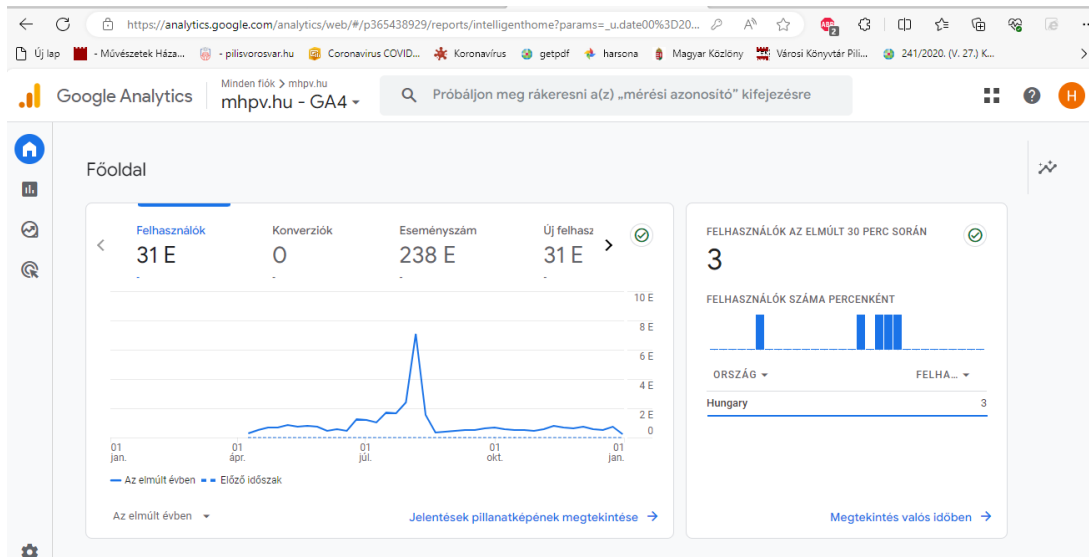 https://analytics.google.com/analytics/web/#/p365438929/reports/intelligenthome?params=_u.date00%3D20...
Új lap
- Művészetek Háza...
- pilisvorosvar.hu
Coronavirus COVID...
Koronavírus
getpdf
harsona
Magyar Közlöny
Városi Könyvtár Pili...
241/2020. (V. 27.) K...
Google Analytics
Minden fiók > mhpv.hu
mhpv.hu - GA4
Próbáljon meg rákeresni a(z) „mérési azonosító” kifejezésre
H
Főoldal
Felhasználók
31 E
-
Konverziók
0
-
Eseményszám
238 E
-
Új felhasz
31 E
-
10 E
8 E
6 E
4 E
2 E
0
01 jan.
01 ápr.
01 júl.
01 okt.
01 jan.
Az elmúlt évben
Előző időszak
Az elmúlt évben
Jelentések pillanatképének megtekintése
FELHASZNÁLÓK AZ ELMÚLT 30 PERC SORÁN
3
FELHASZNÁLÓK SZÁMA PERCENKÉNT
ORSZÁG
FELHA...
Hungary
3
Megtekintés valós időben